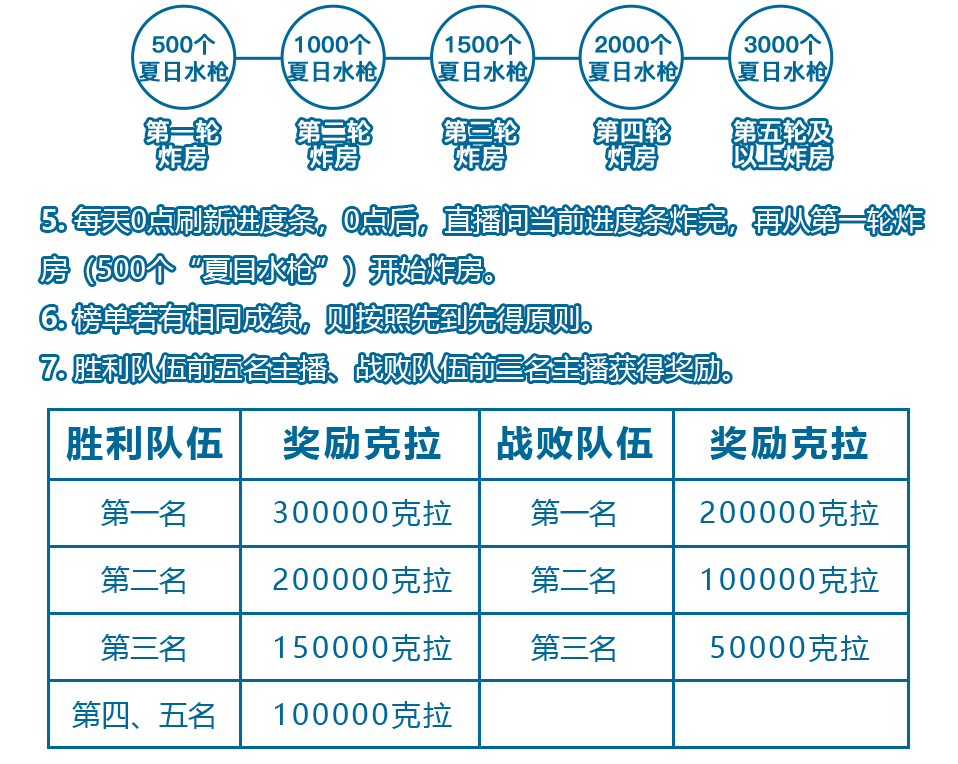 500个 1000个 1500个 2000个 3000个
夏日水枪 夏日水枪 夏日水枪 夏日水枪 夏日水枪
第一轮 第二轮 第三轮 第四轮 第五轮及
炸房 炸房 炸房 炸房 以上炸房
5. 每天0点刷新进度条，0点后，直播间当前进度条炸完，再从第一轮炸
房（500个“夏日水枪”）开始炸房。
6. 榜单若有相同成绩，则按照先到先得原则。
7. 胜利队伍前五名主播、战败队伍前三名主播获得奖励。
胜利队伍 奖励克拉 战败队伍 奖励克拉
第一名 300000克拉 第一名 200000克拉
第二名 200000克拉 第二名 100000克拉
第三名 150000克拉 第三名 50000克拉
第四、五名 100000克拉